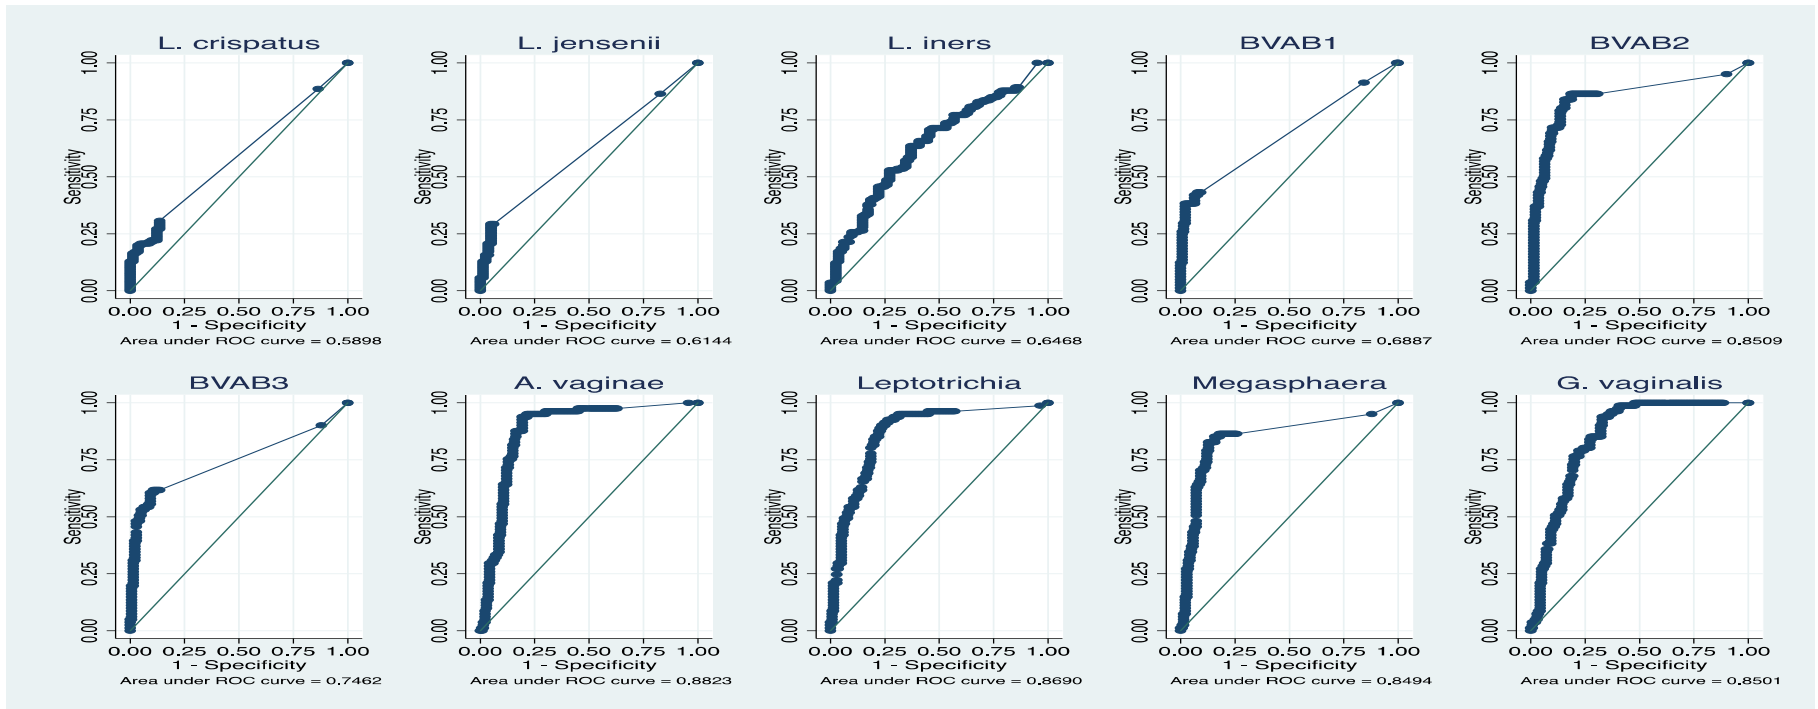 L. crispatus
Sensitivity
1.00
0.75
0.50
0.25
0.00
0.00 0.25 0.50 0.75 1.00
1 - Specificity
Area under ROC curve = 0.5898
L. jensenii
Sensitivity
1.00
0.75
0.50
0.25
0.00
0.00 0.25 0.50 0.75 1.00
1 - Specificity
Area under ROC curve = 0.6144
L. iners
Sensitivity
1.00
0.75
0.50
0.25
0.00
0.00 0.25 0.50 0.75 1.00
1 - Specificity
Area under ROC curve = 0.6468
BVAB1
Sensitivity
1.00
0.75
0.50
0.25
0.00
0.00 0.25 0.50 0.75 1.00
1 - Specificity
Area under ROC curve = 0.6887
BVAB2
Sensitivity
1.00
0.75
0.50
0.25
0.00
0.00 0.25 0.50 0.75 1.00
1 - Specificity
Area under ROC curve = 0.8509
BVAB3
Sensitivity
1.00
0.75
0.50
0.25
0.00
0.00 0.25 0.50 0.75 1.00
1 - Specificity
Area under ROC curve = 0.7462
A. vaginae
Sensitivity
1.00
0.75
0.50
0.25
0.00
0.00 0.25 0.50 0.75 1.00
1 - Specificity
Area under ROC curve = 0.8823
Leptotrichia
Sensitivity
1.00
0.75
0.50
0.25
0.00
0.00 0.25 0.50 0.75 1.00
1 - Specificity
Area under ROC curve = 0.8690
Megasphaera
Sensitivity
1.00
0.75
0.50
0.25
0.00
0.00 0.25 0.50 0.75 1.00
1 - Specificity
Area under ROC curve = 0.8494
G. vaginalis
Sensitivity
1.00
0.75
0.50
0.25
0.00
0.00 0.25 0.50 0.75 1.00
1 - Specificity
Area under ROC curve = 0.8501